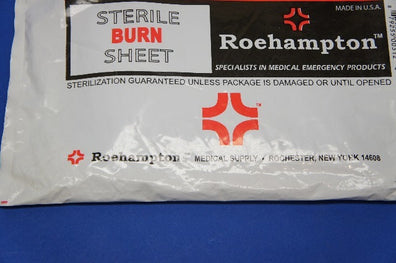 STERILE
BURN
SHEET
MADE IN U.S.A.
Roehampton™
SPECIALISTS IN MEDICAL EMERGENCY PRODUCTS
STERILIZATION GUARANTEED UNLESS PACKAGE IS DAMAGED OR UNTIL OPENED
Roehampton™ MEDICAL SUPPLY • ROCHESTER, NEW YORK 14608